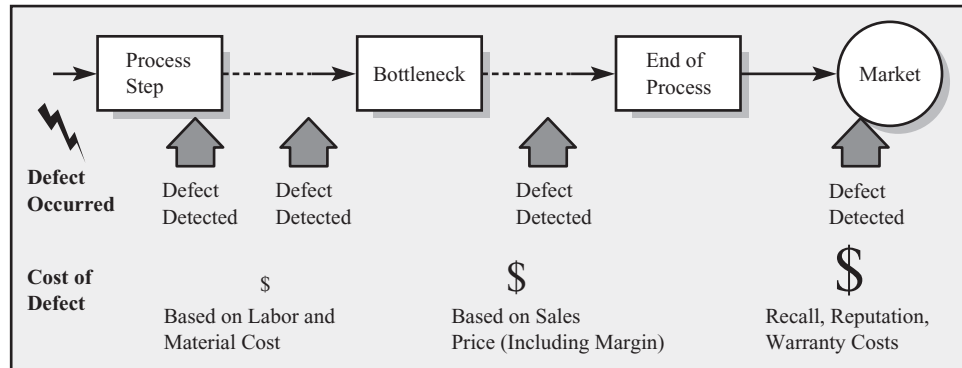 Process
Step
Bottleneck
End of
Process
Market
Defect
Occurred
Defect
Detected
Defect
Detected
Defect
Detected
Defect
Detected
Cost of
Defect
$
Based on Labor and
Material Cost
$
Based on Sales
Price (Including Margin)
$
Recall, Reputation,
Warranty Costs